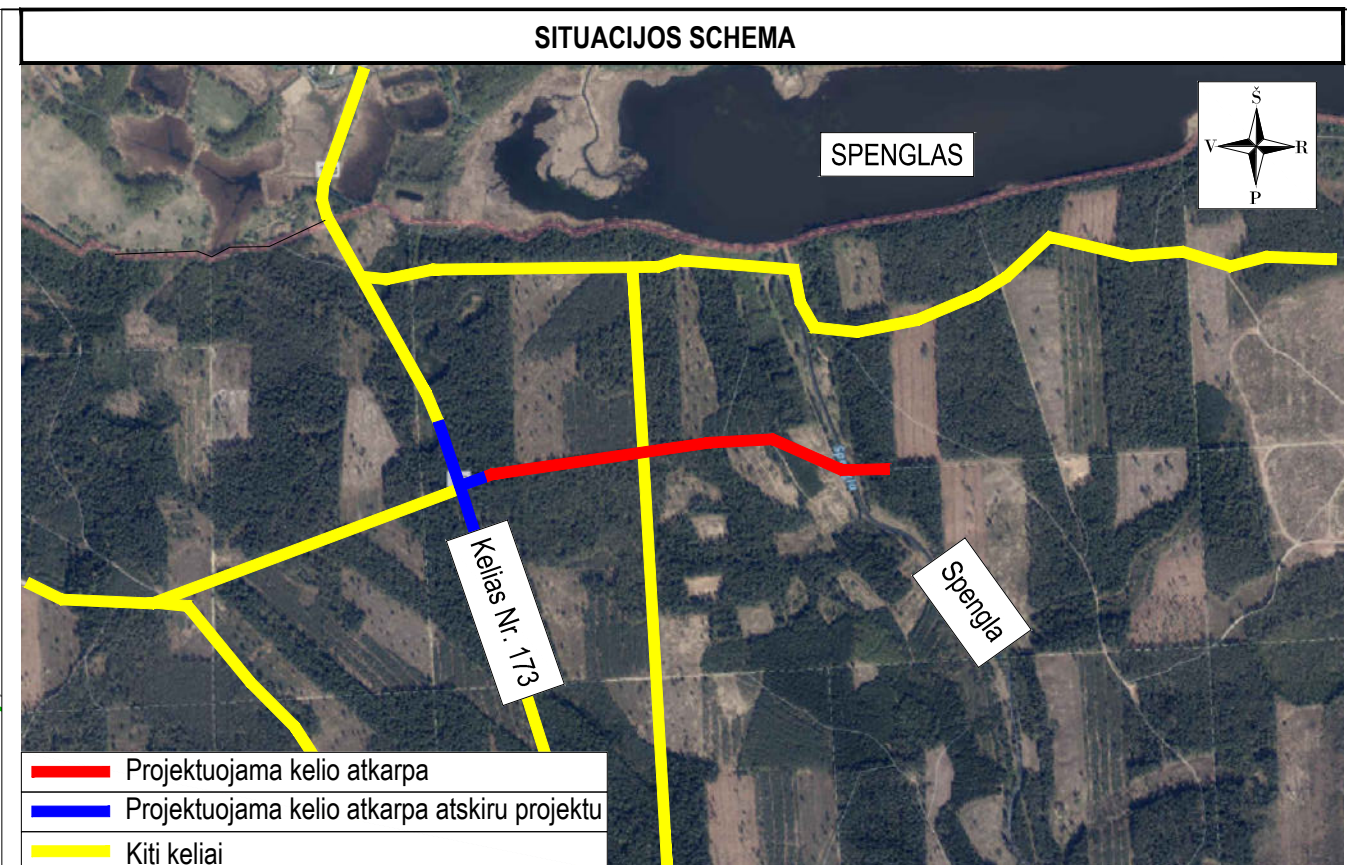 SITUACIJOS SCHEMA
Š
V R
P
SPENGLAS
Spengla
Kelias Nr. 173
Projektuojama kelio atkarpa
Projektuojama kelio atkarpa atskiru projektu
Kiti keliai